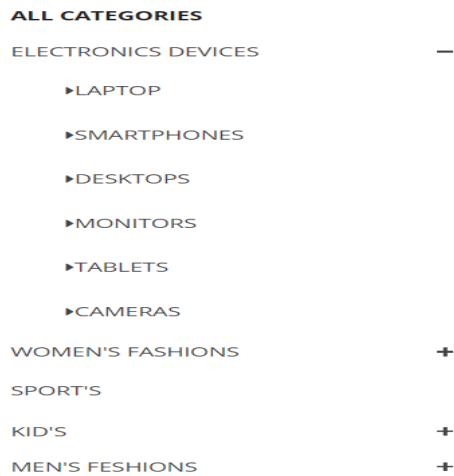 ALL CATEGORIES
ELECTRONICS DEVICES
LAPTOP
SMARTPHONES
DESKTOPS
MONITORS
TABLETS
CAMERAS
WOMEN'S FASHIONS
SPORT'S
KID'S
MEN'S FESHIONS